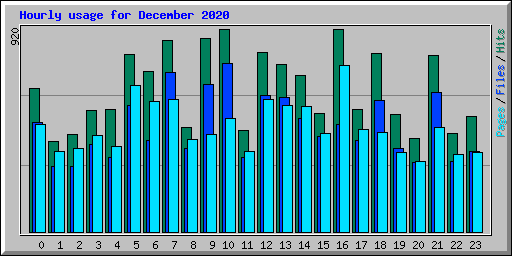 Hourly usage for December 2020
920
Pages/Files/Hits
0 1 2 3 4 5 6 7 8 9 10 11 12 13 14 15 16 17 18 19 20 21 22 23